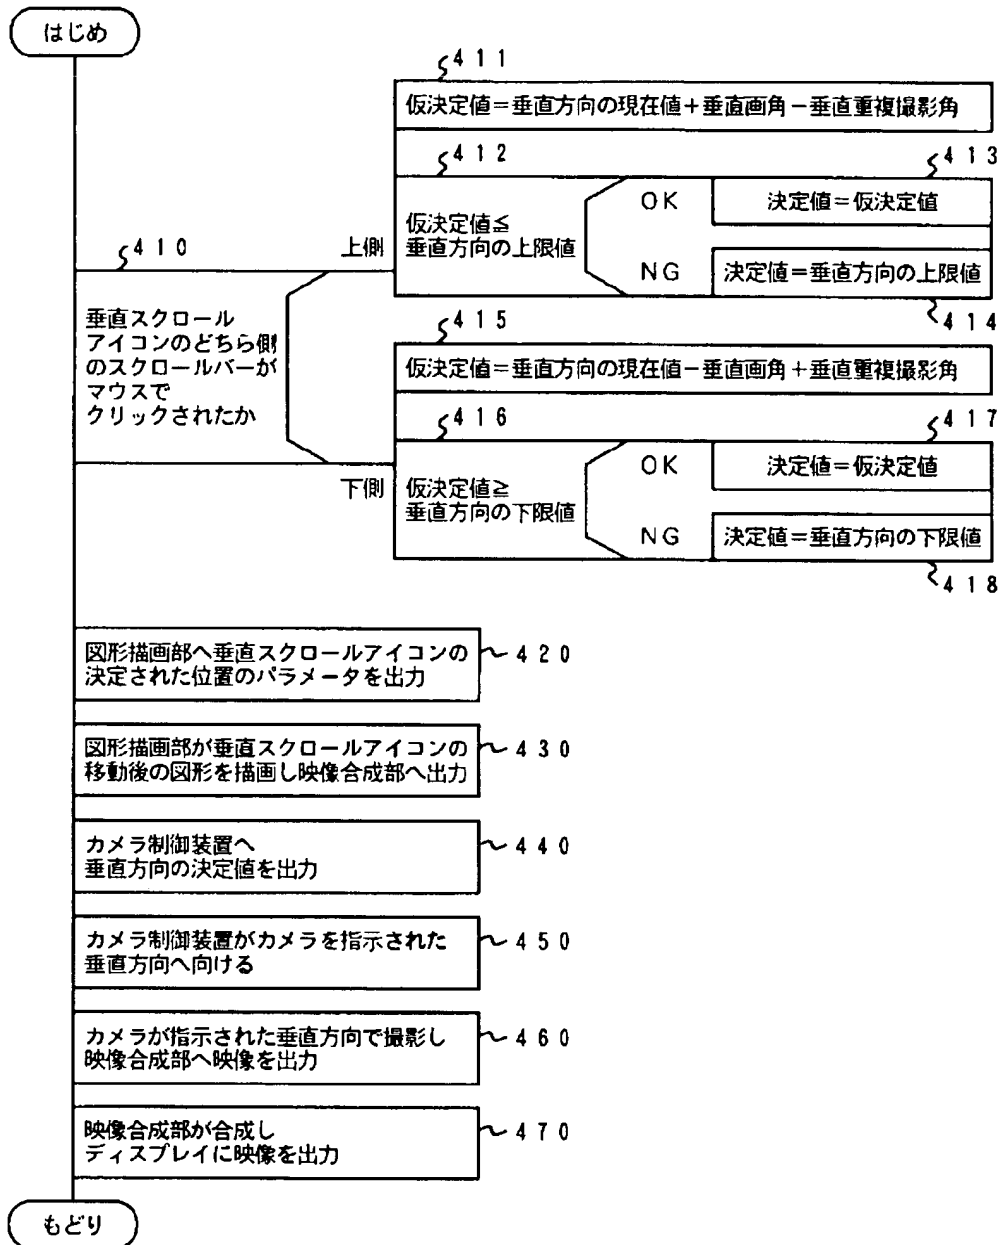 はじめ
411
仮決定値＝垂直方向の現在値＋垂直画角－垂直重複撮影角
412
413
仮決定値≦
垂直方向の上限値
OK
決定値＝仮決定値
NG
決定値＝垂直方向の上限値
414
410
上側
垂直スクロール
アイコンのどちら側
のスクロールバーが
マウスで
クリックされたか
下側
415
仮決定値＝垂直方向の現在値－垂直画角＋垂直重複撮影角
416
417
仮決定値≧
垂直方向の下限値
OK
決定値＝仮決定値
NG
決定値＝垂直方向の下限値
418
図形描画部へ垂直スクロールアイコンの
決定された位置のパラメータを出力
420
図形描画部が垂直スクロールアイコンの
移動後の図形を描画し映像合成部へ出力
430
カメラ制御装置へ
垂直方向の決定値を出力
440
カメラ制御装置がカメラを指示された
垂直方向へ向ける
450
カメラが指示された垂直方向で撮影し
映像合成部へ映像を出力
460
映像合成部が合成し
ディスプレイに映像を出力
470
もどり